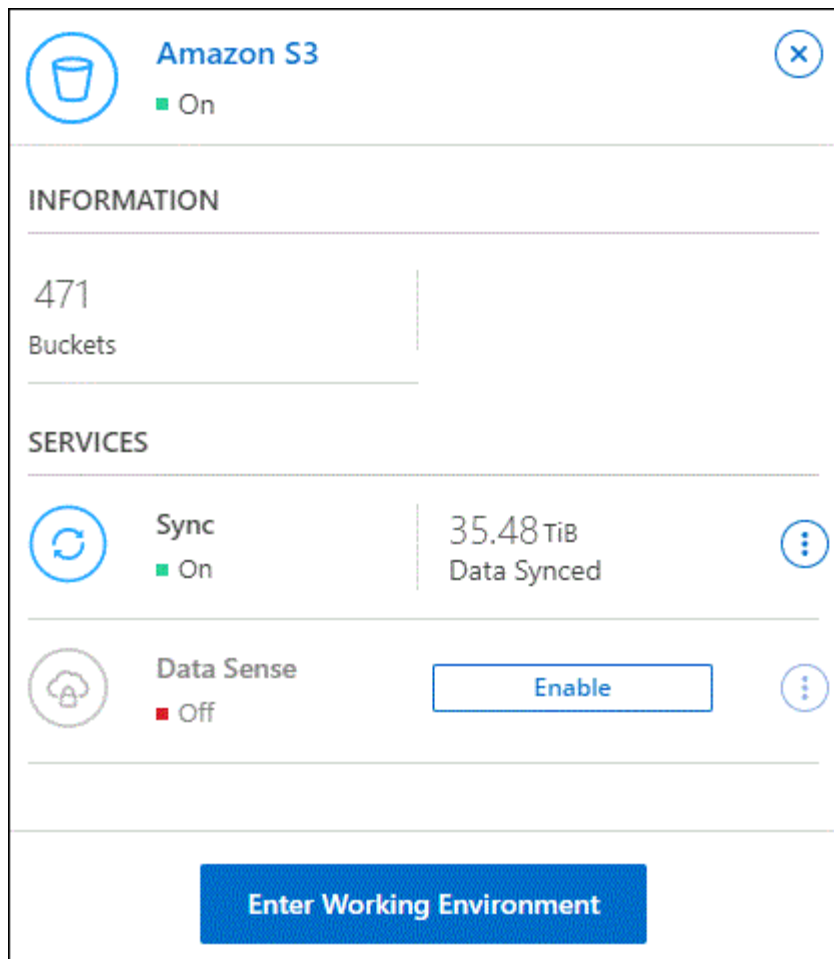 Amazon S3
On
INFORMATION
471
Buckets
SERVICES
Sync
On
35.48 TiB
Data Synced
Data Sense
Off
Enable
Enter Working Environment